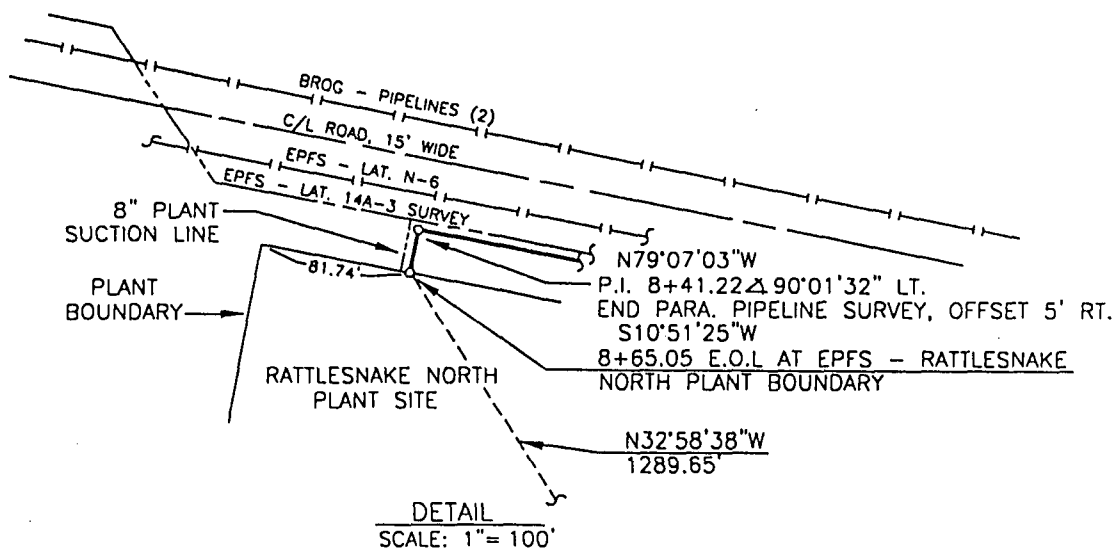 BROG - PIPELINES (2)
C/L ROAD, 15' WIDE
EPFS - LAT. N-6
EPFS - LAT. 14A-3 SURVEY
8" PLANT
SUCTION LINE
81.74'
PLANT
BOUNDARY
N79°07'03"W
P.I. 8+41.22 ∆ 90°01'32" LT.
END PARA. PIPELINE SURVEY, OFFSET 5' RT.
S10°51'25"W
8+65.05 E.O.L AT EPFS - RATTLESNAKE
NORTH PLANT BOUNDARY
RATTLESNAKE NORTH
PLANT SITE
N32°58'38"W
1289.65'
DETAIL
SCALE: 1"= 100'